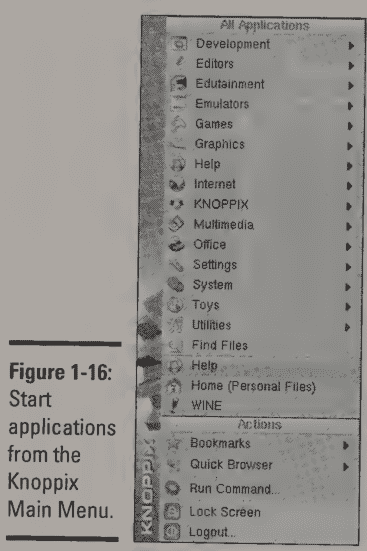 All Applications
Development
Editors
Edutainment
Emulators
Games
Graphics
Help
Internet
KNOPPIX
Multimedia
Office
Settings
System
Toys
Utilities
Find Files
Help
Home (Personal Files)
WINE
Actions
Bookmarks
Quick Browser
Run Command...
Lock Screen
Logout...
KNOPPIX
Figure 1-16:
Start
applications
from the
Knoppix
Main Menu.